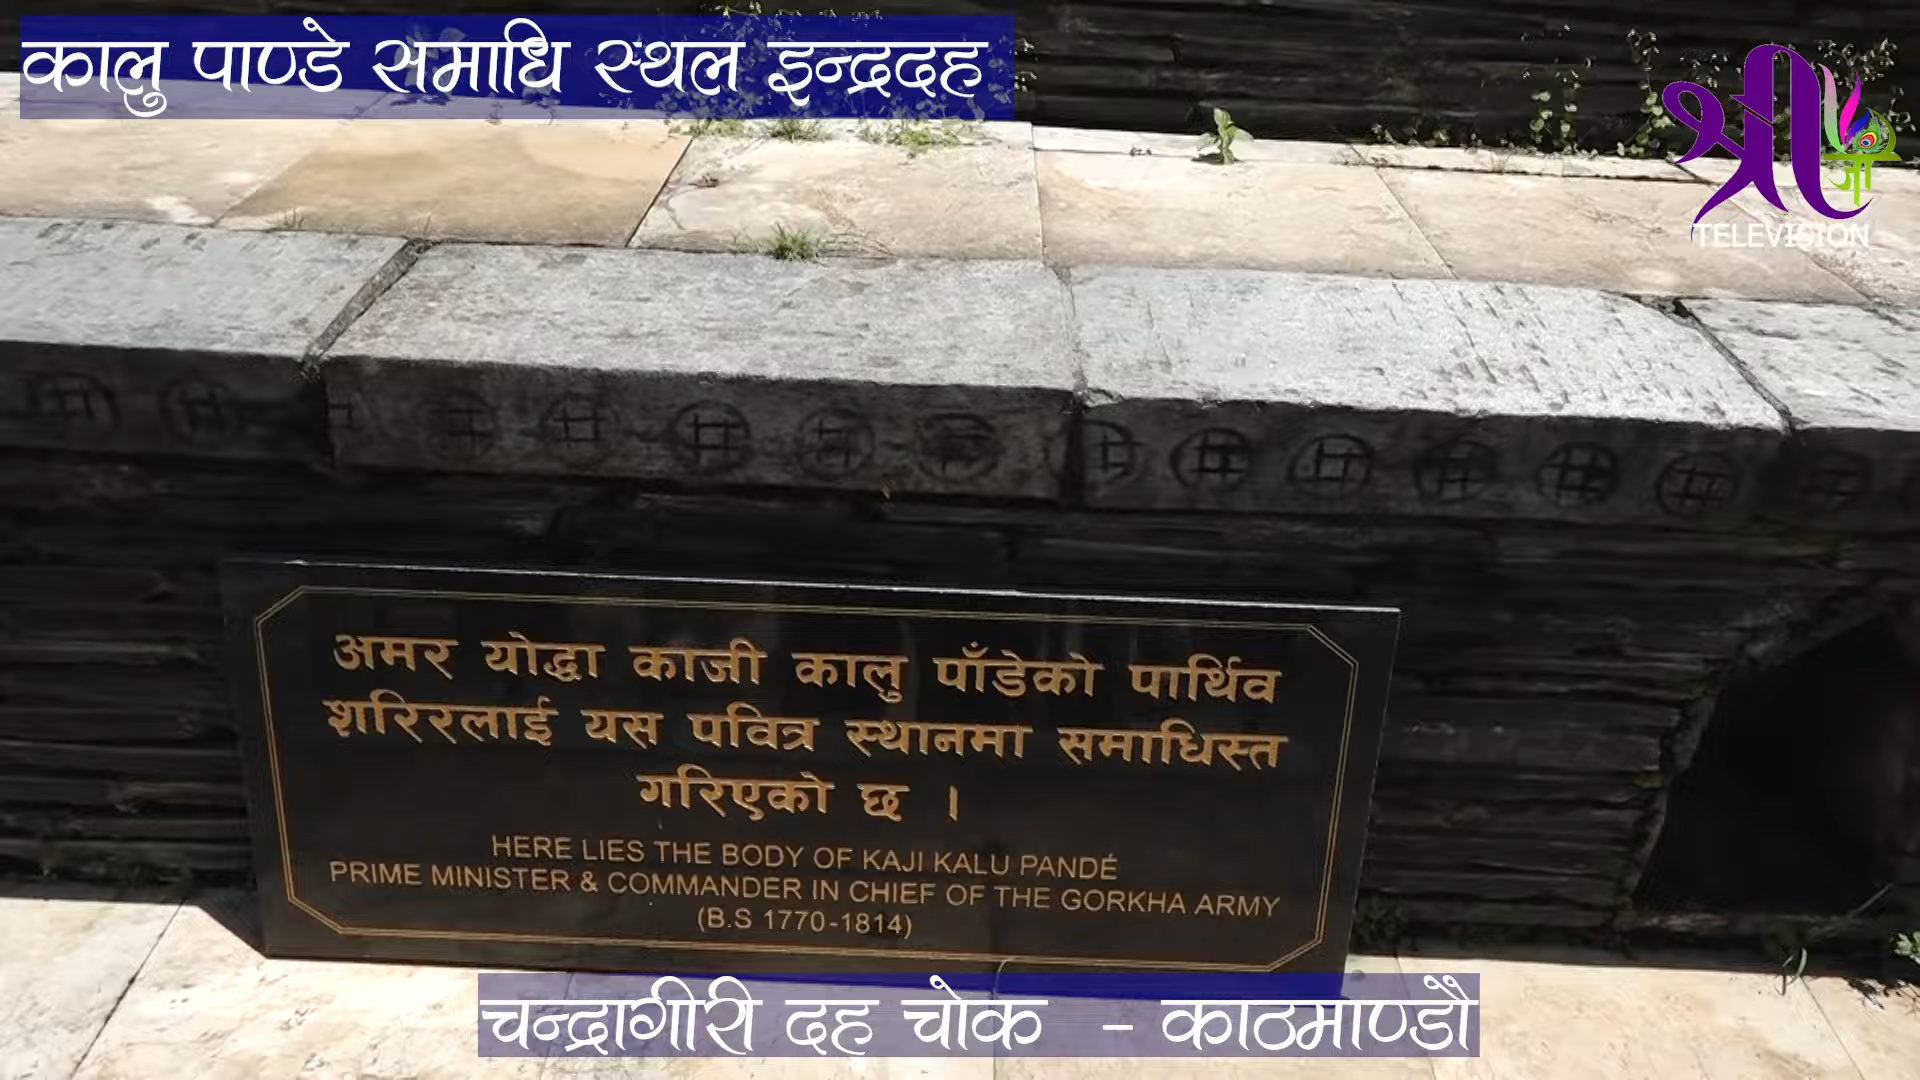 कालु पाण्डे समाधि स्थल इन्द्रदह
श्री
जी
TELEVISION
अमर योद्धा काजी कालु पाँडेको पार्थिव
शरिरलाई यस पवित्र स्थानमा समाधिस्त
गरिएको छ ।
HERE LIES THE BODY OF KAJI KALU PANDÉ
PRIME MINISTER & COMMANDER IN CHIEF OF THE GORKHA ARMY
(B.S 1770-1814)
चन्द्रागीरी दह चोक - काठमाण्डौ